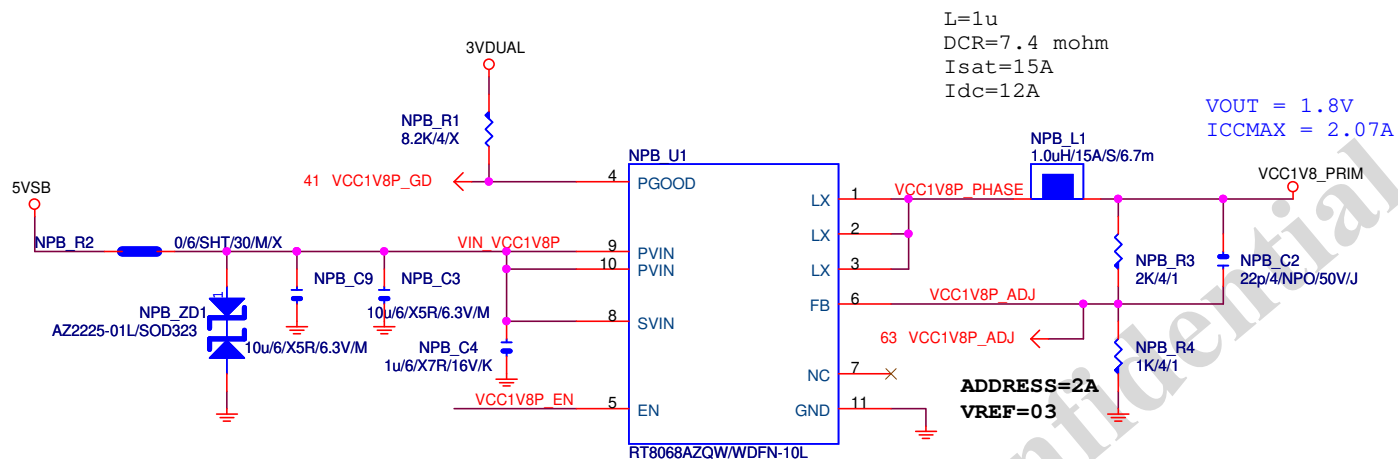 L=1u
DCR=7.4 mohm
Isat=15A
Idc=12A
VOUT = 1.8V
ICCMAX = 2.07A
3VDUAL
NPB_R1
8.2K/4/X
NPB_U1
NPB_L1
1.0uH/15A/S/6.7m
VCC1V8_PRIM
5VSB
41 VCC1V8P_GD
4 PGOOD
LX 1 VCC1V8P_PHASE
NPB_R2
0/6/SHT/30/M/X
VIN_VCC1V8P
9 PVIN
10 PVIN
LX 2
LX 3
NPB_R3
2K/4/1
NPB_C2
22p/4/NPO/50V/J
NPB_C9
NPB_C3
10u/6/X5R/6.3V/M
1
NPB_ZD1
AZ2225-01L/SOD323
10u/6/X5R/6.3V/M
8 SVIN
FB 6 VCC1V8P_ADJ
63 VCC1V8P_ADJ
NPB_C4
1u/6/X7R/16V/K
NPB_R4
1K/4/1
NC 7
ADDRESS=2A
VREF=03
VCC1V8P_EN
5 EN
GND 11
RT8068AZQW/WDFN-10L
Confidential